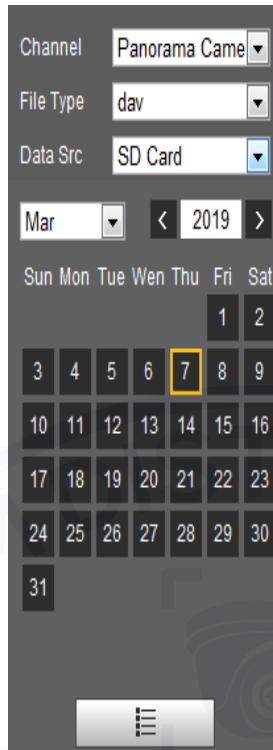 Channel Panorama Came
File Type dav
Data Src SD Card
Mar 2019
Sun Mon Tue Wen Thu Fri Sat
1 2
3 4 5 6 7 8 9
10 11 12 13 14 15 16
17 18 19 20 21 22 23
24 25 26 27 28 29 30
31